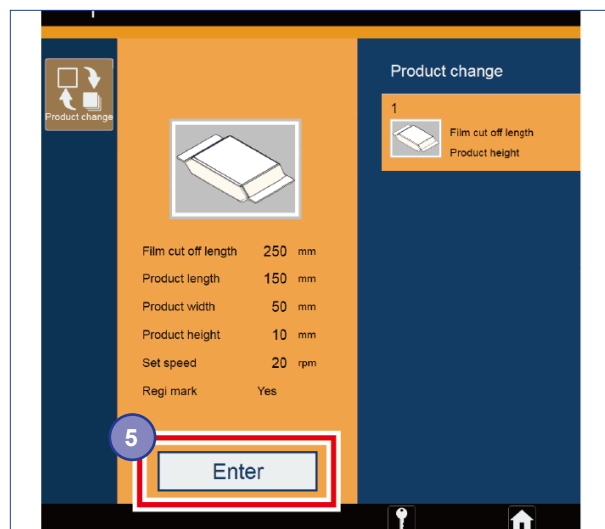 Product change
Film cut off length 250 mm
Product length 150 mm
Product width 50 mm
Product height 10 mm
Set speed 20 rpm
Regi mark Yes
5
Enter
Product change
1
Film cut off length
Product height